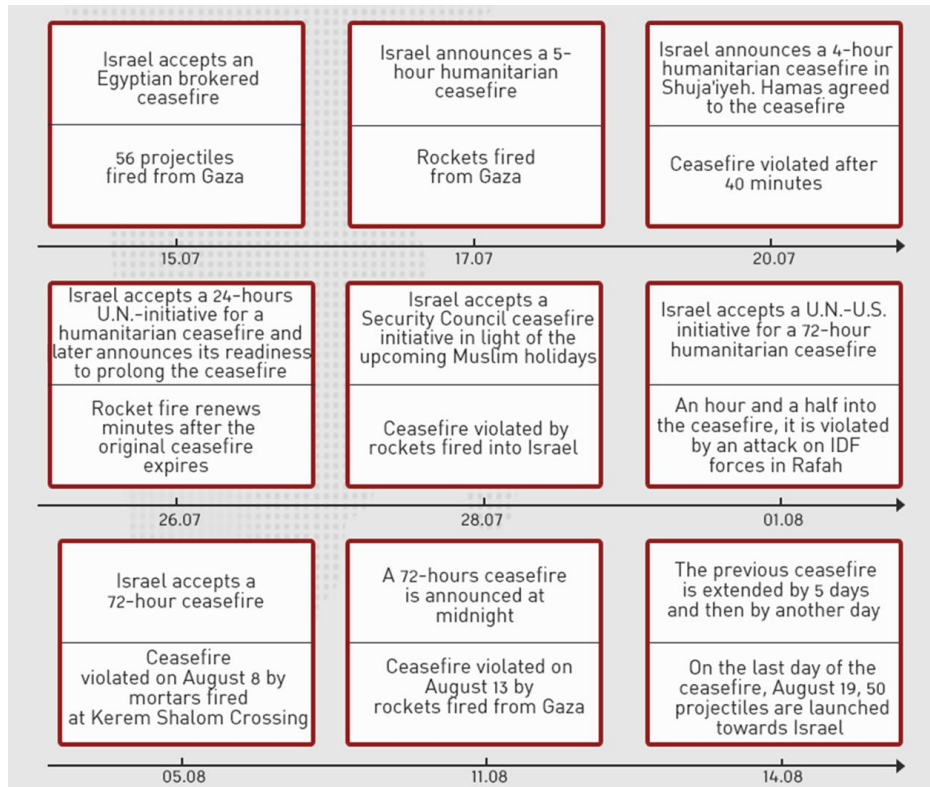 Israel accepts an
Egyptian brokered
ceasefire
56 projectiles
fired from Gaza
15.07
Israel announces a 5-
hour humanitarian
ceasefire
Rockets fired
from Gaza
17.07
Israel announces a 4-hour
humanitarian ceasefire in
Shuja'iyeh. Hamas agreed
to the ceasefire
Ceasefire violated after
40 minutes
20.07
Israel accepts a 24-hours
U.N.-initiative for a
humanitarian ceasefire and
later announces its readiness
to prolong the ceasefire
Rocket fire renews
minutes after the
original ceasefire
expires
26.07
Israel accepts a
Security Council ceasefire
initiative in light of the
upcoming Muslim holidays
Ceasefire violated by
rockets fired into Israel
28.07
Israel accepts a U.N.-U.S.
initiative for a 72-hour
humanitarian ceasefire
An hour and a half into
the ceasefire, it is violated
by an attack on IDF
forces in Rafah
01.08
Israel accepts a
72-hour ceasefire
Ceasefire
violated on August 8 by
mortars fired
at Kerem Shalom Crossing
05.08
A 72-hours ceasefire
is announced at
midnight
Ceasefire violated on
August 13 by
rockets fired from Gaza
11.08
The previous ceasefire
is extended by 5 days
and then by another day
On the last day of the
ceasefire, August 19, 50
projectiles are launched
towards Israel
14.08